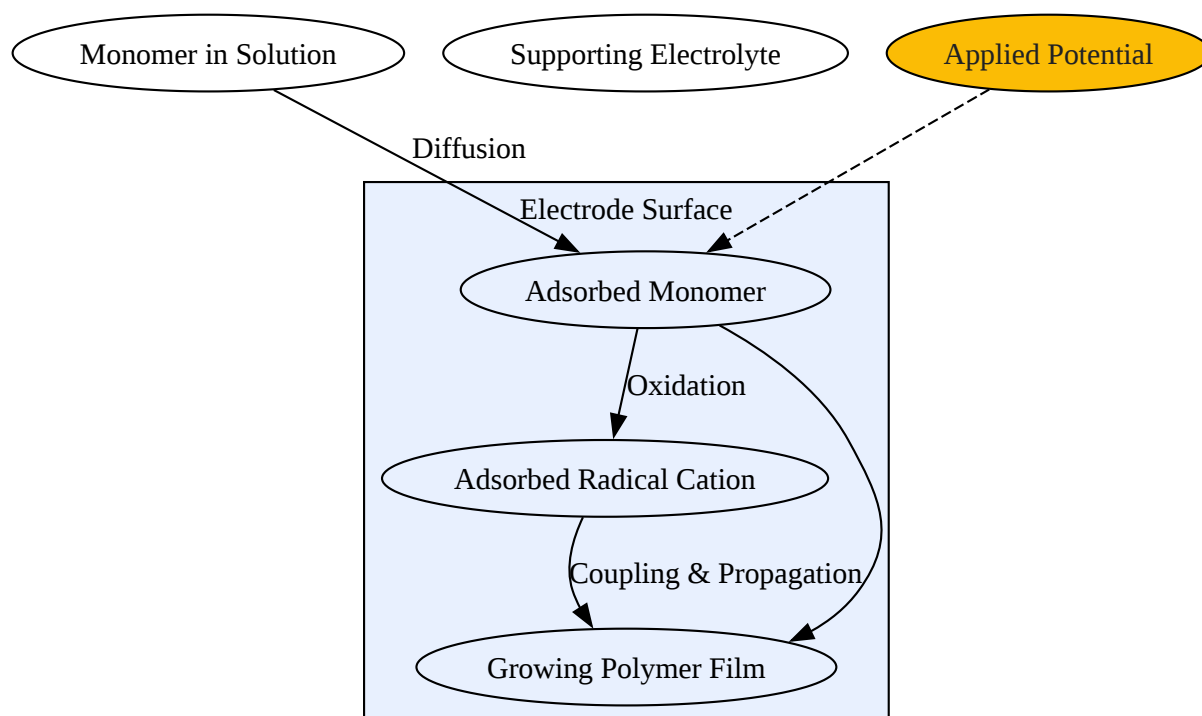 Monomer in Solution
Supporting Electrolyte
Applied Potential
Diffusion
Electrode Surface
Adsorbed Monomer
Oxidation
Adsorbed Radical Cation
Coupling & Propagation
Growing Polymer Film